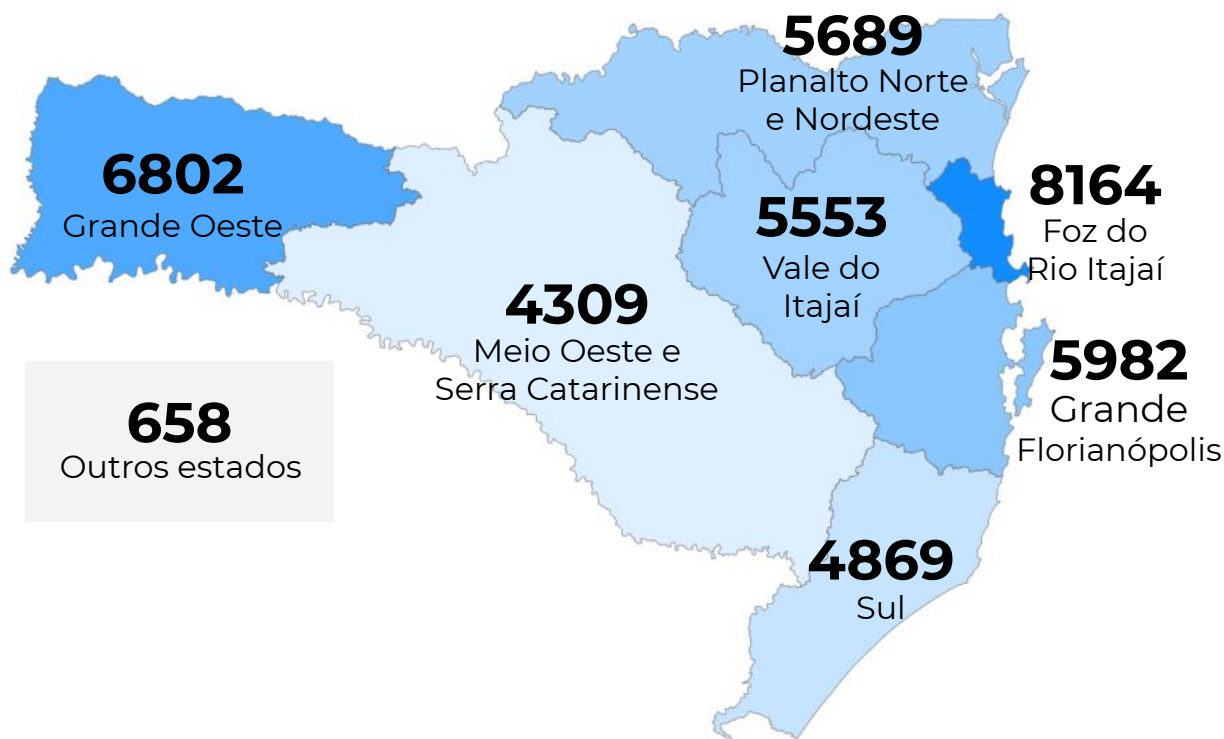 5689
Planalto Norte
e Nordeste
6802
Grande Oeste
8164
Foz do
Rio Itajaí
5553
Vale do
Itajaí
4309
Meio Oeste e
Serra Catarinense
5982
Grande
Florianópolis
658
Outros estados
4869
Sul